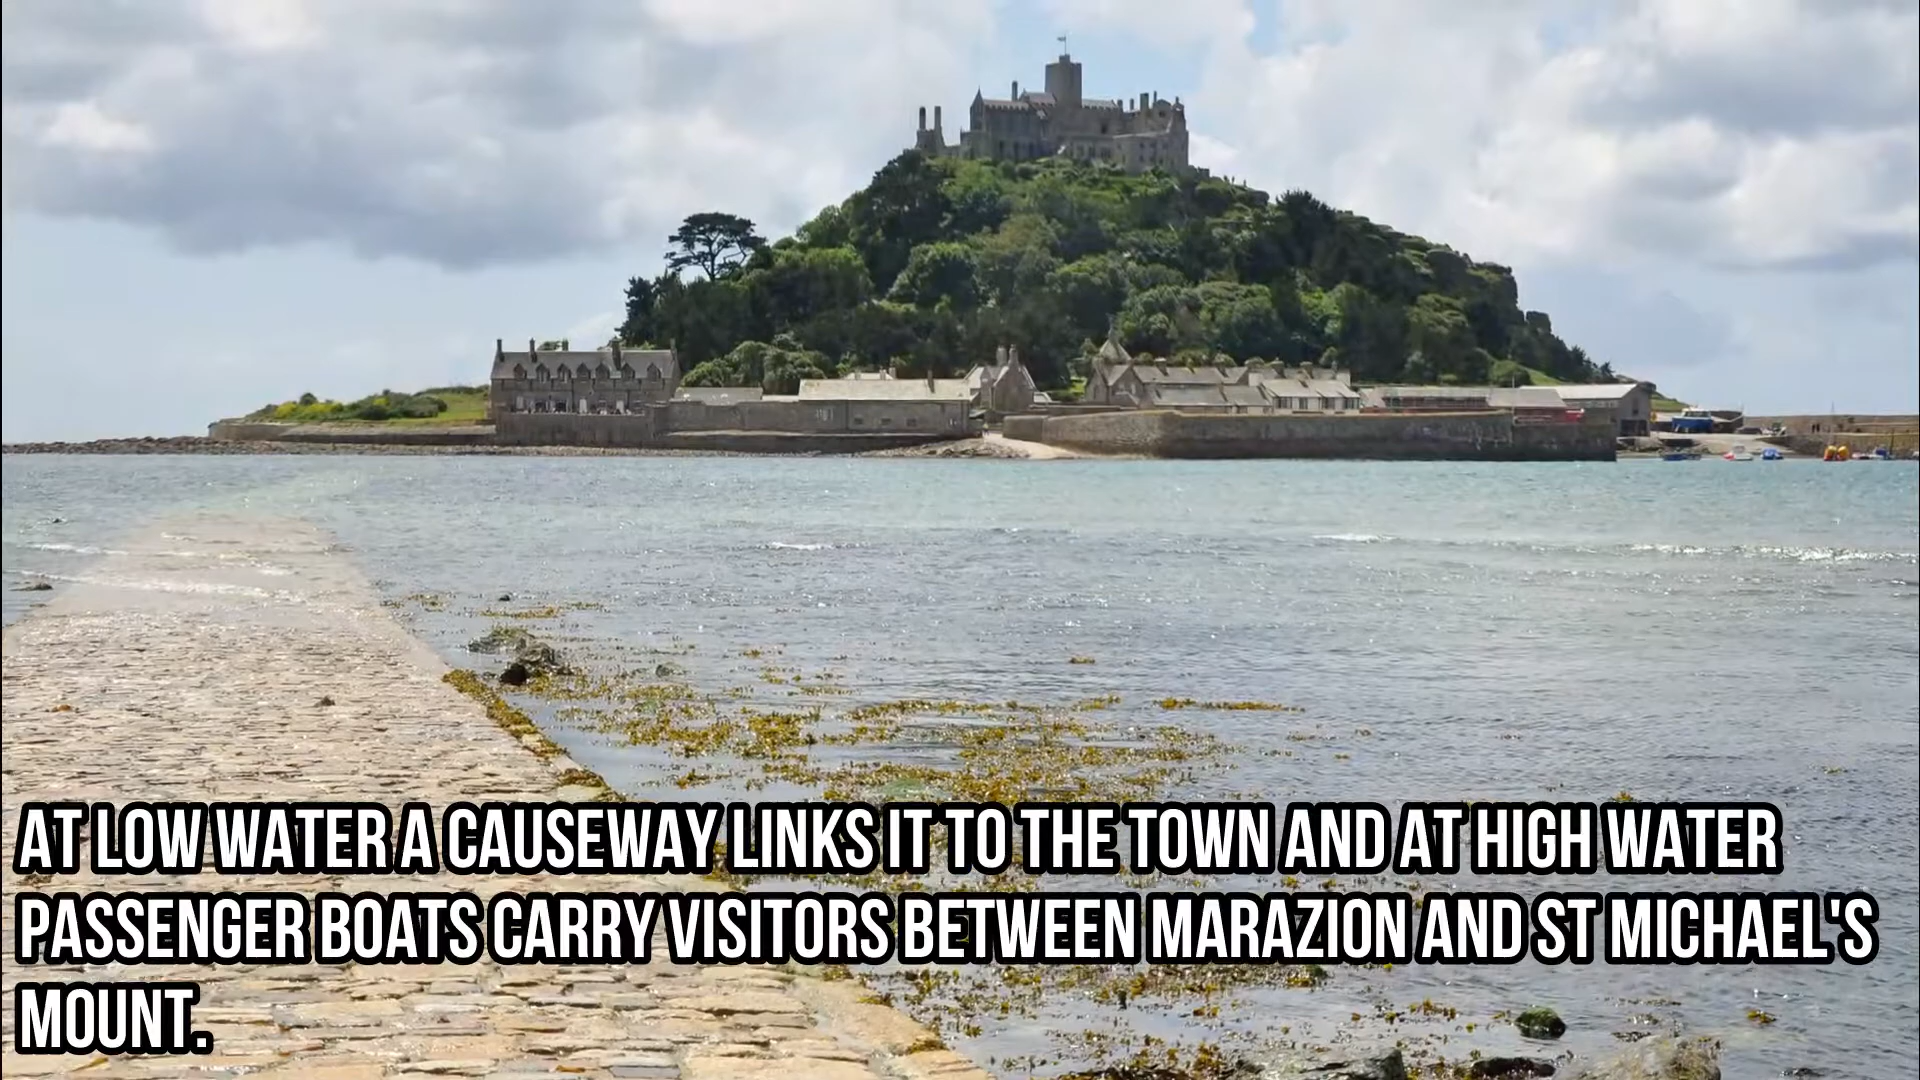 AT LOW WATER A CAUSEWAY LINKS IT TO THE TOWN AND AT HIGH WATER
PASSENGER BOATS CARRY VISITORS BETWEEN MARAZION AND ST MICHAEL'S
MOUNT.